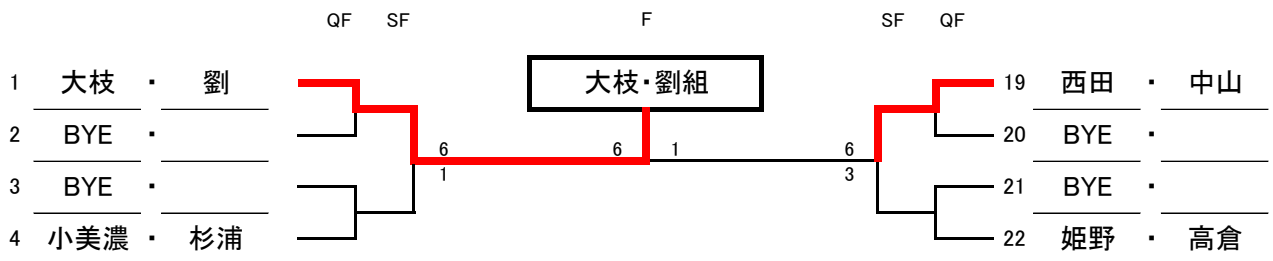 QF SF F SF QF
大枝・劉組
1 大枝 ・ 劉 19 西田 ・ 中山
2 BYE ・ 20 BYE ・
6 6 1 6
1 3
3 BYE ・ 21 BYE ・
4 小美濃 ・ 杉浦 22 姫野 ・ 高倉